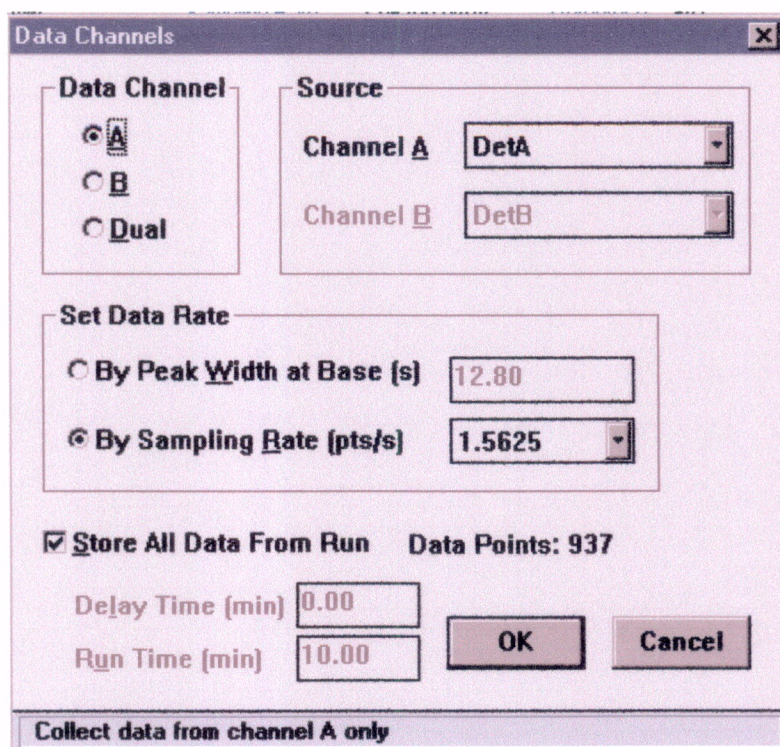 Data Channels
Data Channel
A
B
Dual
Source
Channel A DetA
Channel B DetB
Set Data Rate
By Peak Width at Base (s) 12.80
By Sampling Rate (pts/s) 1.5625
Store All Data From Run Data Points: 937
Delay Time (min) 0.00
Run Time (min) 10.00
OK Cancel
Collect data from channel A only